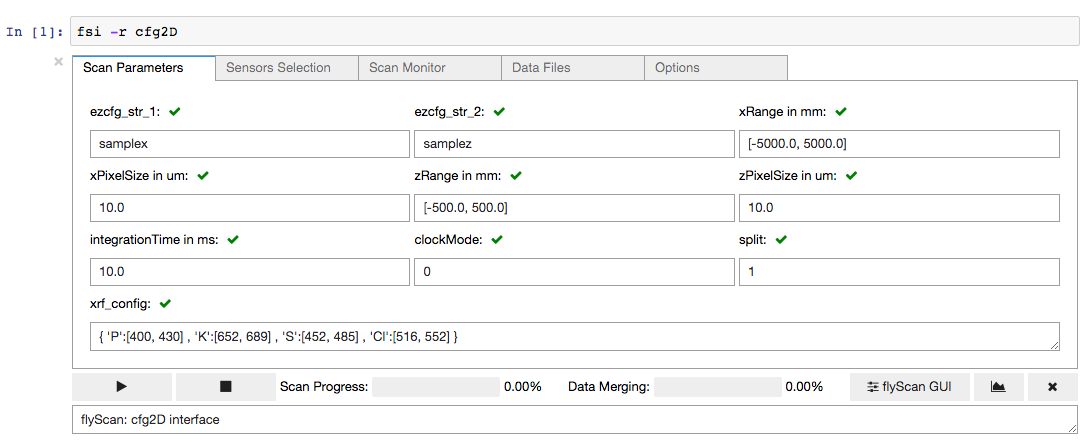 In [1]: fsi -r cfg2D
Scan Parameters Sensors Selection Scan Monitor Data Files Options
ezcfg_str_1: ezcfg_str_2: xRange in mm:
samplex samplez [-5000.0, 5000.0]
xPixelSize in um: zRange in mm: zPixelSize in um:
10.0 [-500.0, 500.0] 10.0
integrationTime in ms: clockMode: split:
10.0 0 1
xrf_config:
{ 'P':[400, 430] , 'K':[652, 689] , 'S':[452, 485] , 'Cl':[516, 552] }
Scan Progress: 0.00% Data Merging: 0.00% flyScan GUI
flyScan: cfg2D interface